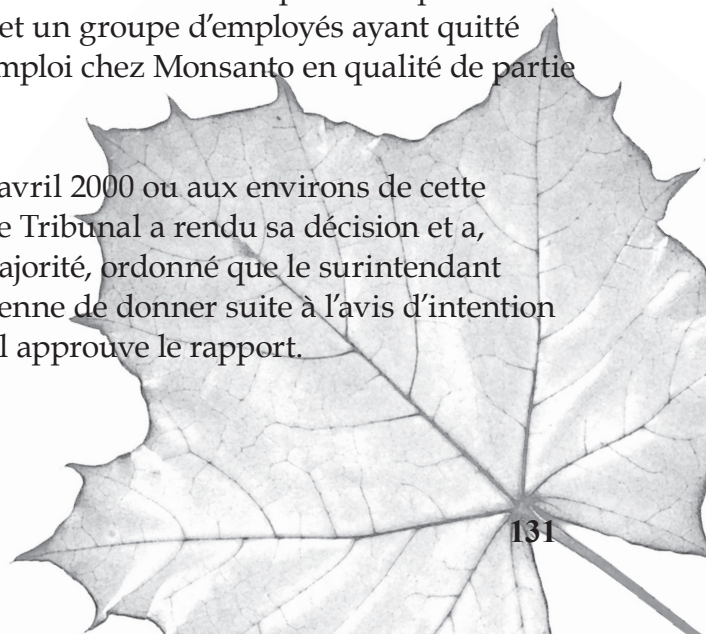 et un groupe d’employés ayant quitté
mploi chez Monsanto en qualité de partie
avril 2000 ou aux environs de cette
e Tribunal a rendu sa décision et a,
ajorité, ordonné que le surintendant
enne de donner suite à l’avis d’intention
l approuve le rapport.
131